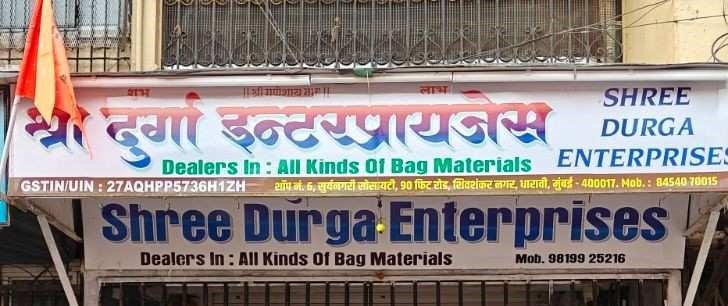 शुभ || श्री गणेशाय नमः || लाभ
श्री दुर्गा इन्टरप्रायजेस
SHREE
DURGA
ENTERPRISES
Dealers In : All Kinds Of Bag Materials
GSTIN/UIN : 27AQHPP5736H1ZH शॉप नं. 6, सुर्यनगरी सोसायटी, 90 फिट रोड, शिवशंकर नगर, धारावी, मुंबई - 400017. Mob. : 84540 70015
Shree Durga Enterprises
Dealers In : All Kinds Of Bag Materials Mob. 98199 25216